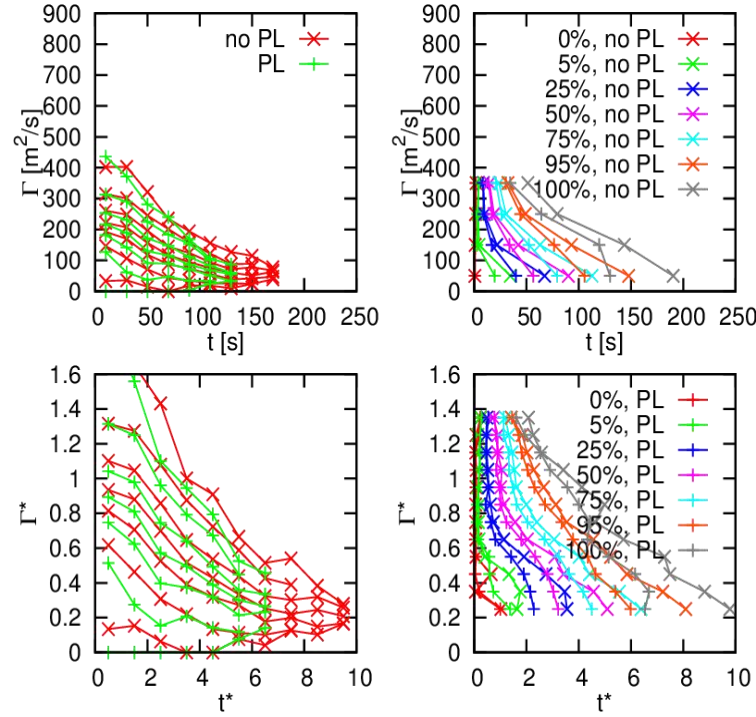 900
800
700
600
500
400
300
200
100
0
Γ [m²/s]
no PL
PL
0 50 100 150 200 250
t [s]
900
800
700
600
500
400
300
200
100
0
Γ [m²/s]
0%, no PL
5%, no PL
25%, no PL
50%, no PL
75%, no PL
95%, no PL
100%, no PL
0 50 100 150 200 250
t [s]
1.6
1.4
1.2
1
0.8
0.6
0.4
0.2
0
Γ*
0 2 4 6 8 10
t*
1.6
1.4
1.2
1
0.8
0.6
0.4
0.2
0
Γ*
0%, PL
5%, PL
25%, PL
50%, PL
75%, PL
95%, PL
100%, PL
0 2 4 6 8 10
t*